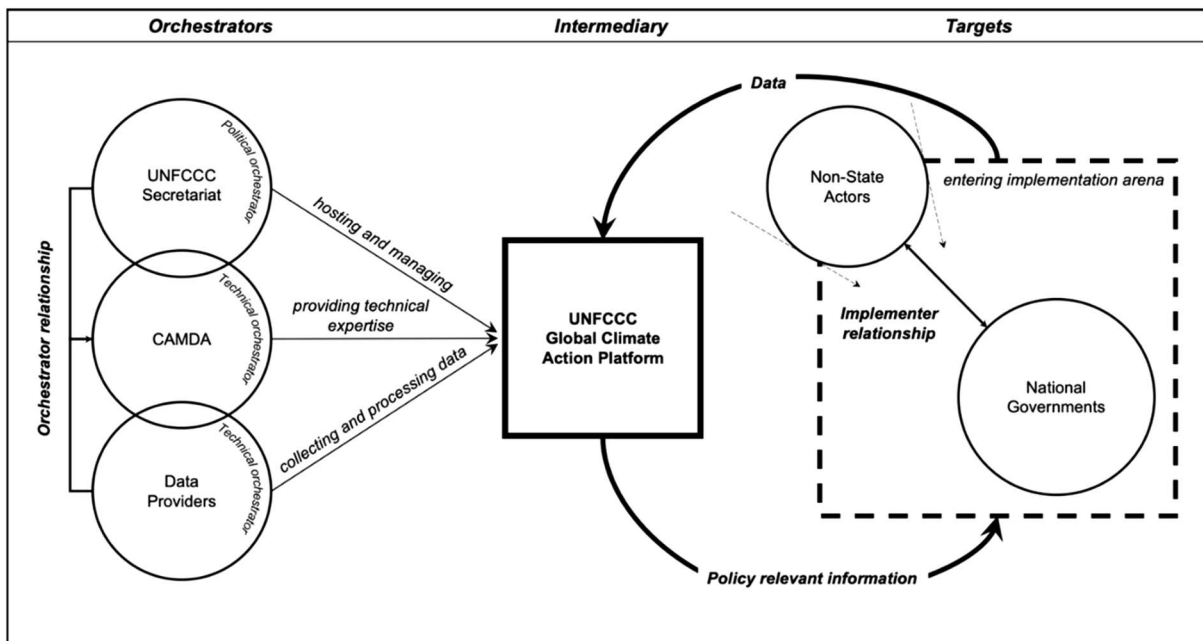 Orchestrators
Intermediary
Targets
Orchestrator relationship
UNFCCC
Secretariat
Political orchestrator
CAMDA
Technical orchestrator
Data
Providers
Technical orchestrator
hosting and managing
providing technical
expertise
collecting and processing data
UNFCCC
Global Climate
Action Platform
Data
Non-State
Actors
entering implementation arena
Implementer
relationship
National
Governments
Policy relevant information